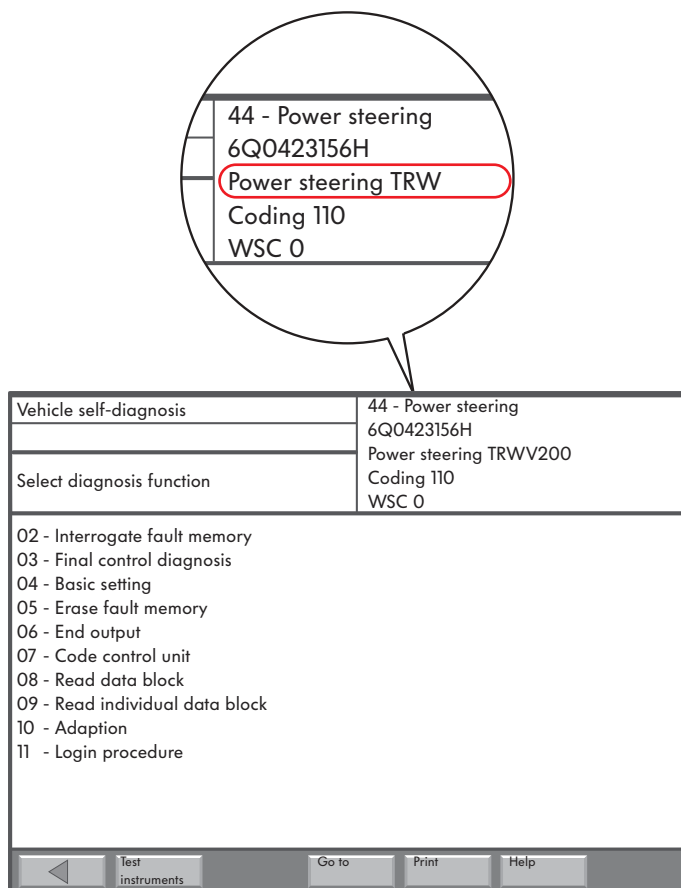 44 - Power steering
6Q0423156H
Power steering TRW
Coding 110
WSC 0
Vehicle self-diagnosis
44 - Power steering
6Q0423156H
Power steering TRWV200
Select diagnosis function
Coding 110
WSC 0
02 - Interrogate fault memory
03 - Final control diagnosis
04 - Basic setting
05 - Erase fault memory
06 - End output
07 - Code control unit
08 - Read data block
09 - Read individual data block
10 - Adaption
11 - Login procedure
Test
instruments
Go to
Print
Help